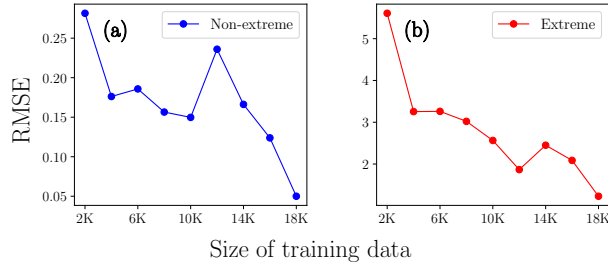 (a)
Non-extreme
0.25
0.20
0.15
0.10
0.05
2K 6K 10K 14K 18K
(b)
Extreme
5
4
3
2
2K 6K 10K 14K 18K
RMSE
Size of training data